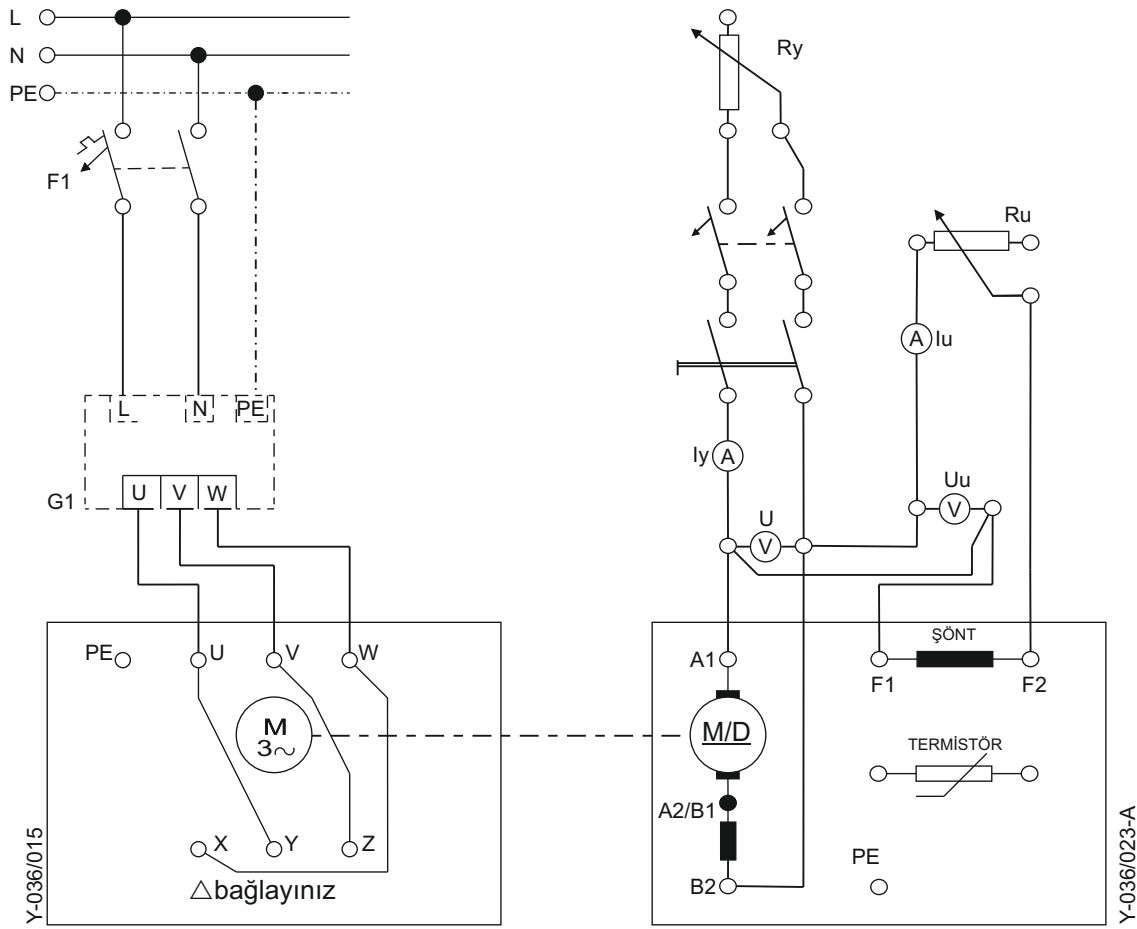 L
N
PE
F1
L N PE
G1
U V W
PE U V W
M
3~
X Y Z
△bağlayınız
Y-036/015
Ry
Ru
A Iu
Iy A
Uu
V
U
V
ŞÖNT
A1 F1 F2
M/D
TERMİSTÖR
A2/B1
PE
B2
Y-036/023-A